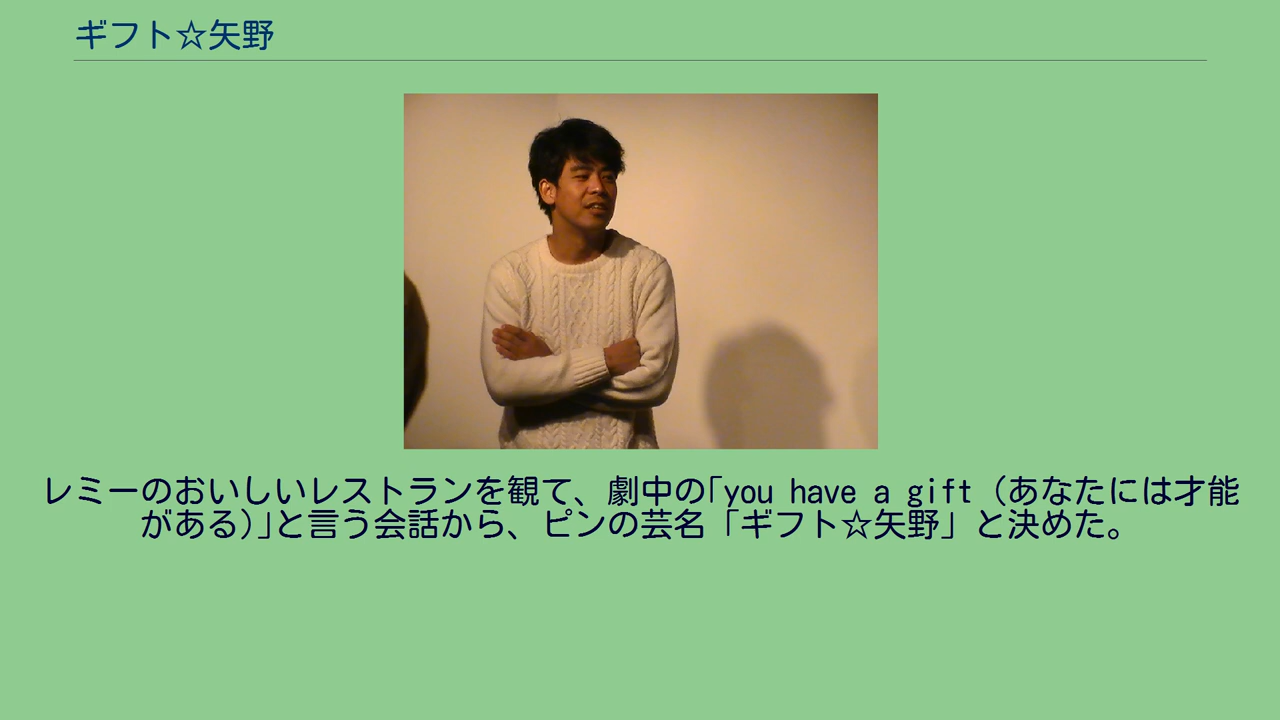 ギフト☆矢野
レミーのおいしいレストランを観て、劇中の｢you have a gift (あなたには才能
がある)｣と言う会話から、ピンの芸名「ギフト☆矢野」と決めた。